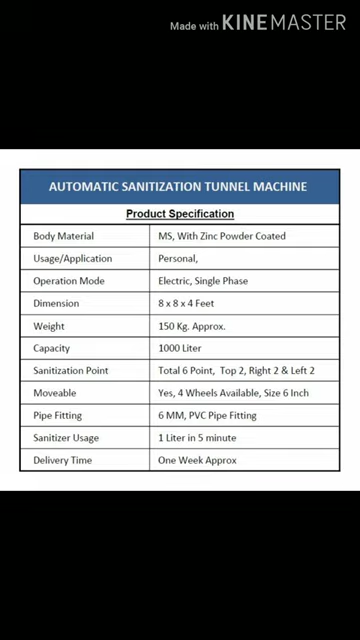 Made with KINEMASTER
AUTOMATIC SANITIZATION TUNNEL MACHINE
Product Specification
Body Material MS, With Zinc Powder Coated
Usage/Application Personal,
Operation Mode Electric, Single Phase
Dimension 8 x 8 x 4 Feet
Weight 150 Kg. Approx.
Capacity 1000 Liter
Sanitization Point Total 6 Point, Top 2, Right 2 & Left 2
Moveable Yes, 4 Wheels Available, Size 6 Inch
Pipe Fitting 6 MM, PVC Pipe Fitting
Sanitizer Usage 1 Liter in 5 minute
Delivery Time One Week Approx